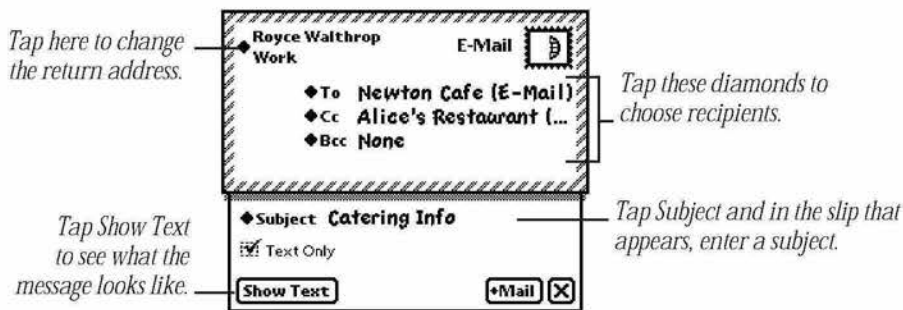 Tap here to change
the return address.
Royce Walthrop
Work
E-Mail
◆To Newton Cafe (E-Mail)
◆Cc Alice's Restaurant (...
◆Bcc None
Tap these diamonds to
choose recipients.
◆Subject Catering Info
Text Only
Show Text
◆Mail
Tap Subject and in the slip that
appears, enter a subject.
Tap Show Text
to see what the
message looks like.